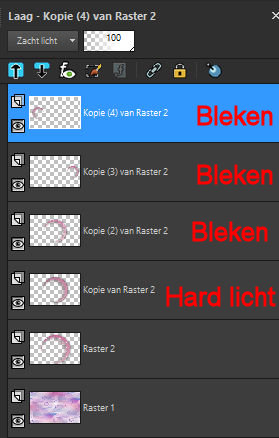 Laag - Kopie (4) van Raster 2
Zacht licht 100
Kopie (4) van Raster 2 Bleken
Kopie (3) van Raster 2 Bleken
Kopie (2) van Raster 2 Bleken
Kopie van Raster 2 Hard licht
Raster 2
Raster 1